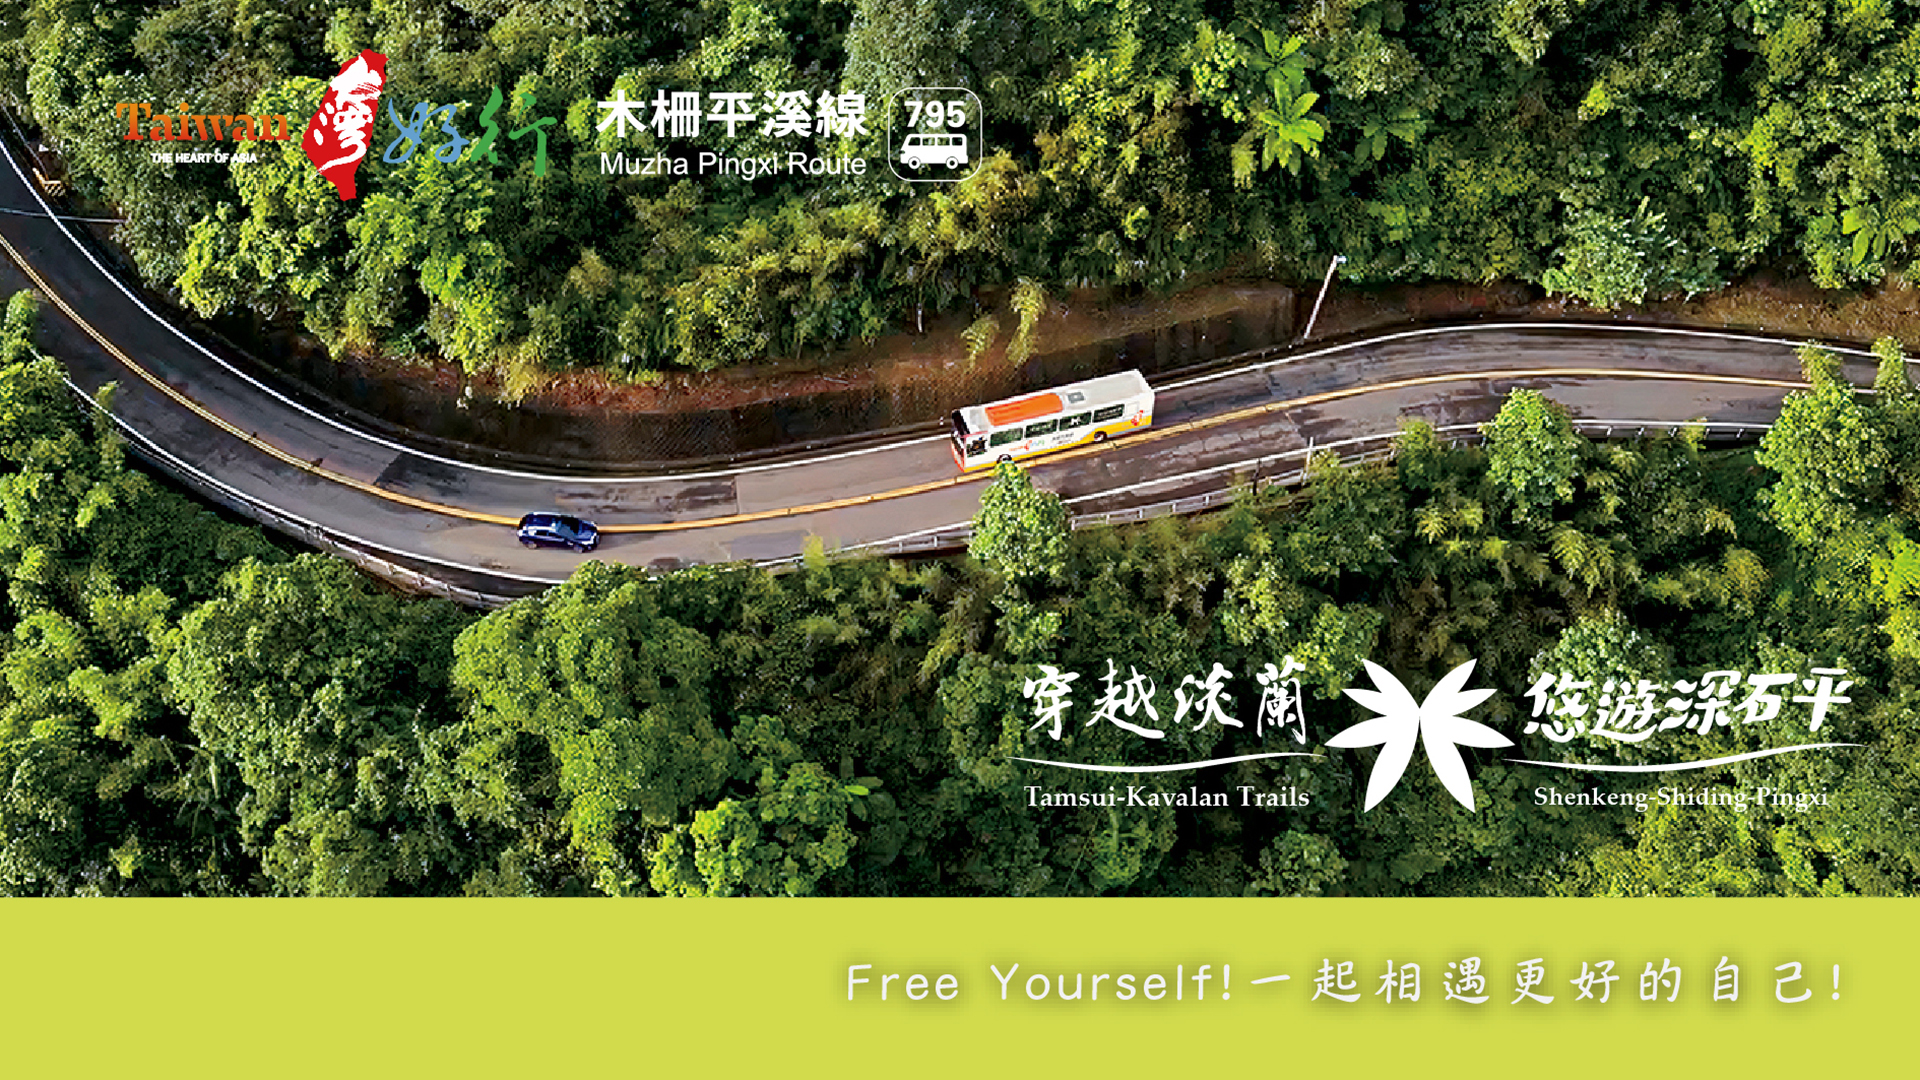 Taiwan
THE HEART OF ASIA
灣好行
木柵平溪線
Muzha Pingxi Route
795
穿越淡蘭
Tamsui-Kavalan Trails
悠遊深石平
Shenkeng-Shiding-Pingxi
Free Yourself!一起相遇更好的自己!